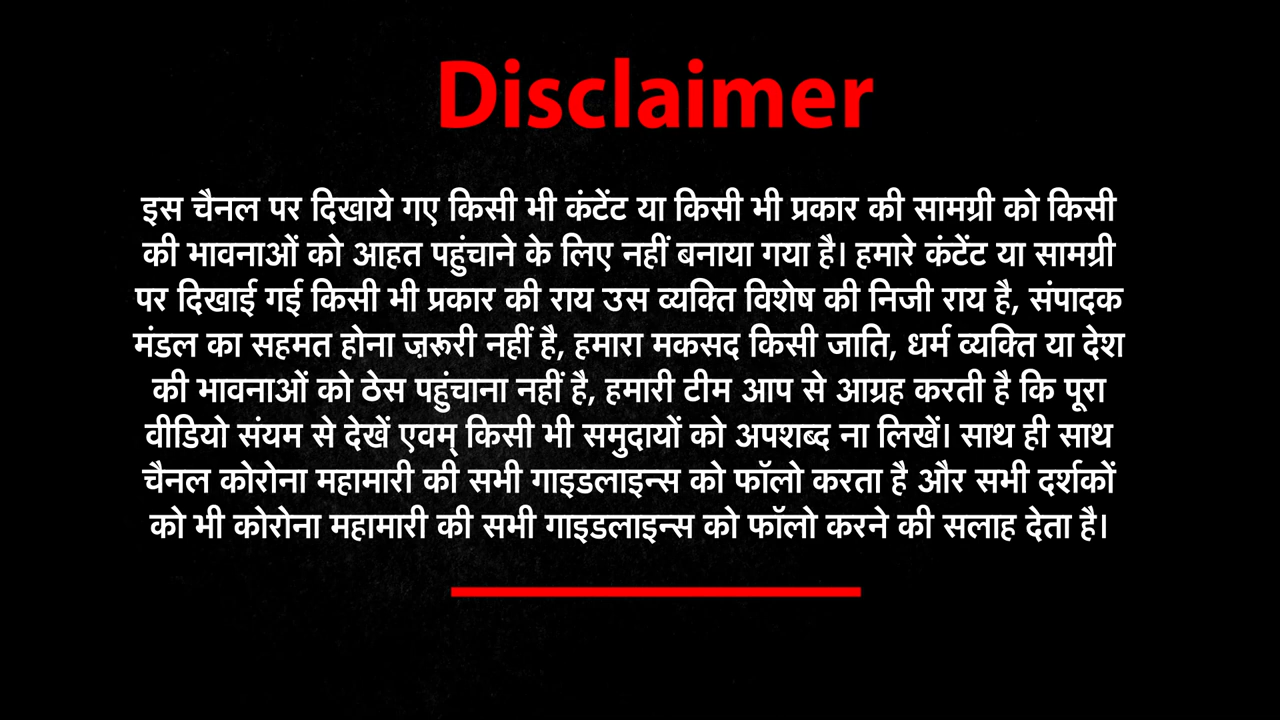 Disclaimer
इस चैनल पर दिखाये गए किसी भी कंटेंट या किसी भी प्रकार की सामग्री को किसी
की भावनाओं को आहत पहुंचाने के लिए नहीं बनाया गया है। हमारे कंटेंट या सामग्री
पर दिखाई गई किसी भी प्रकार की राय उस व्यक्ति विशेष की निजी राय है, संपादक
मंडल का सहमत होना ज़रूरी नहीं है, हमारा मकसद किसी जाति, धर्म व्यक्ति या देश
की भावनाओं को ठेस पहुंचाना नहीं है, हमारी टीम आप से आग्रह करती है कि पूरा
वीडियो संयम से देखें एवम् किसी भी समुदायों को अपशब्द ना लिखें। साथ ही साथ
चैनल कोरोना महामारी की सभी गाइडलाइन्स को फॉलो करता है और सभी दर्शकों
को भी कोरोना महामारी की सभी गाइडलाइन्स को फॉलो करने की सलाह देता है।